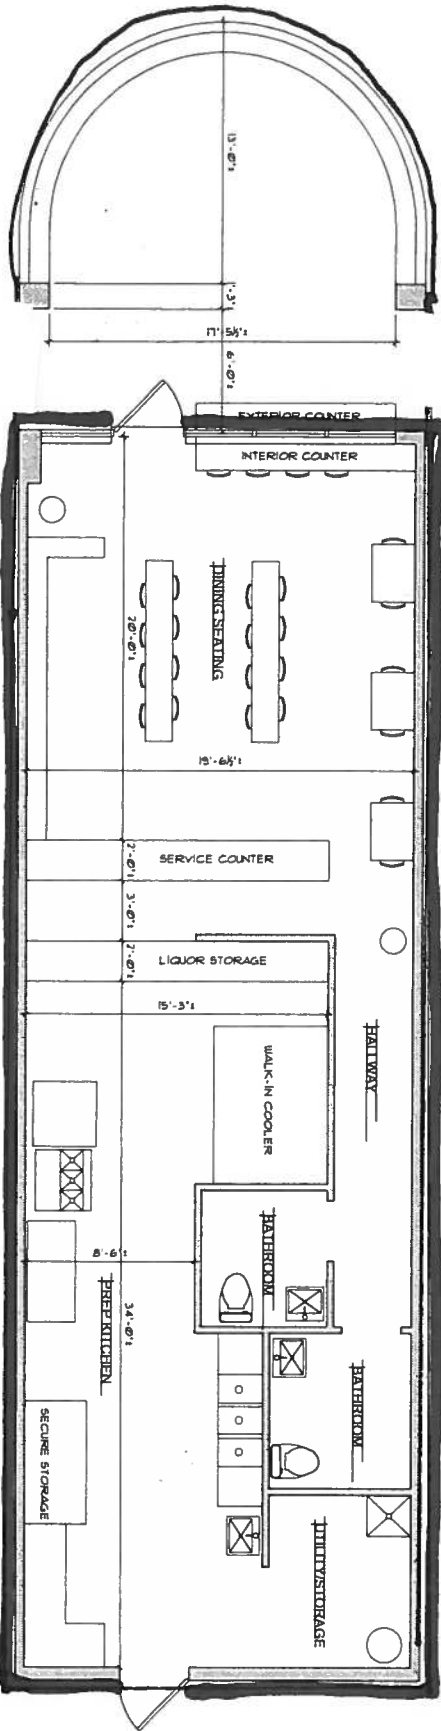 13'-0"±
1'-3"±
17'-5½"±
6'-0"±
EXTERIOR COUNTER
INTERIOR COUNTER
DINING SEATING
20'-0"±
19'-6½"±
SERVICE COUNTER
2'-0"±
3'-0"±
LIQUOR STORAGE
2'-0"±
15'-3"±
HALLWAY
WALK-IN COOLER
BATHROOM
8'-6"±
PREP KITCHEN
34'-0"±
BATHROOM
SECURE STORAGE
UTILITY/STORAGE